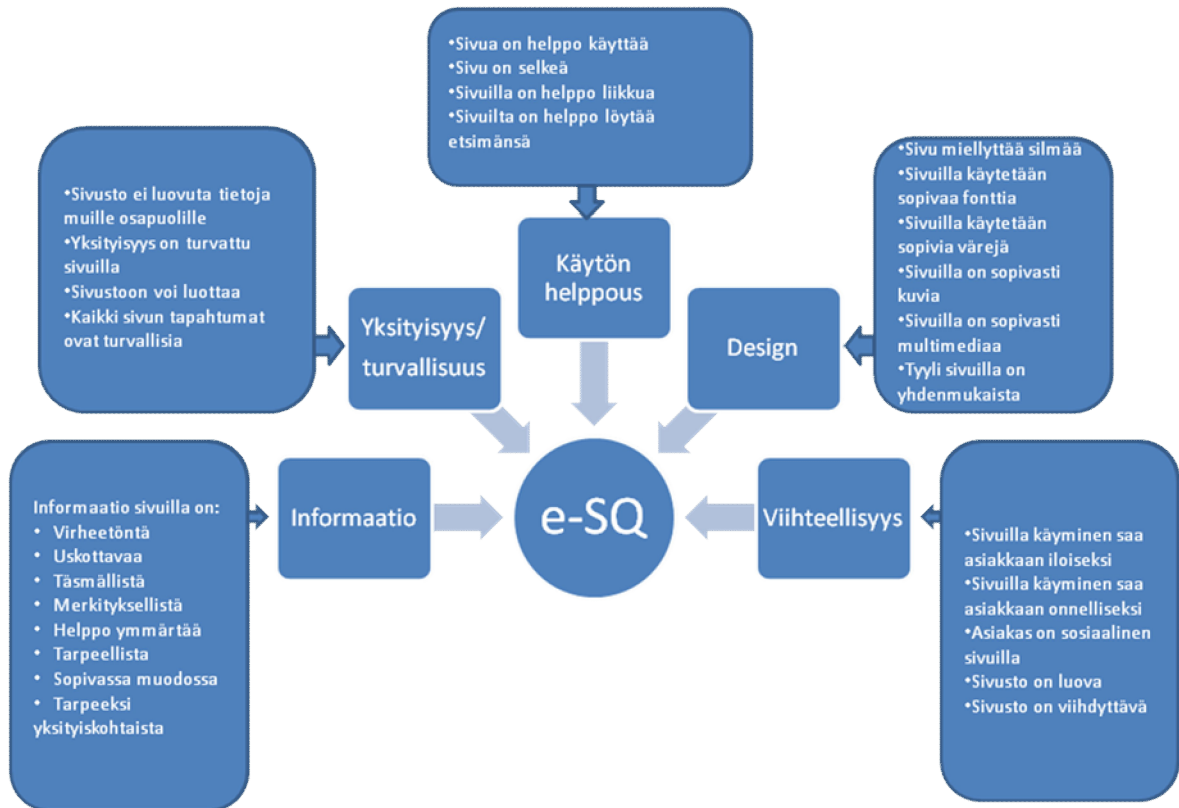 •Sivua on helppo käyttää
•Sivu on selkeä
•Sivuilla on helppo liikkua
•Sivuilta on helppo löytää
etsimänsä
•Sivusto ei luovuta tietoja
muille osapuolille
•Yksityisyys on turvattu
sivuilla
•Sivustoon voi luottaa
•Kaikki sivun tapahtumat
ovat turvallisia
•Sivu miellyttää silmää
•Sivuilla käytetään
sopivaa fonttia
•Sivuilla käytetään
sopivia värejä
•Sivuilla on sopivasti
kuvia
•Sivuilla on sopivasti
multimediaa
•Tyyli sivuilla on
yhdenmukaista
Käytön
helppous
Yksityisyys/
turvallisuus
Design
Informaatio sivuilla on:
• Virheetöntä
• Uskottavaa
• Täsmällistä
• Merkityksellistä
• Helppo ymmärtää
• Tarpeellista
• Sopivassa muodossa
• Tarpeeksi
yksityiskohtaista
Informaatio
e-SQ
Viihteellisyys
•Sivuilla käyminen saa
asiakkaan iloiseksi
•Sivuilla käyminen saa
asiakkaan onnelliseksi
•Asiakas on sosiaalinen
sivuilla
•Sivusto on luova
•Sivusto on viihdyttävä